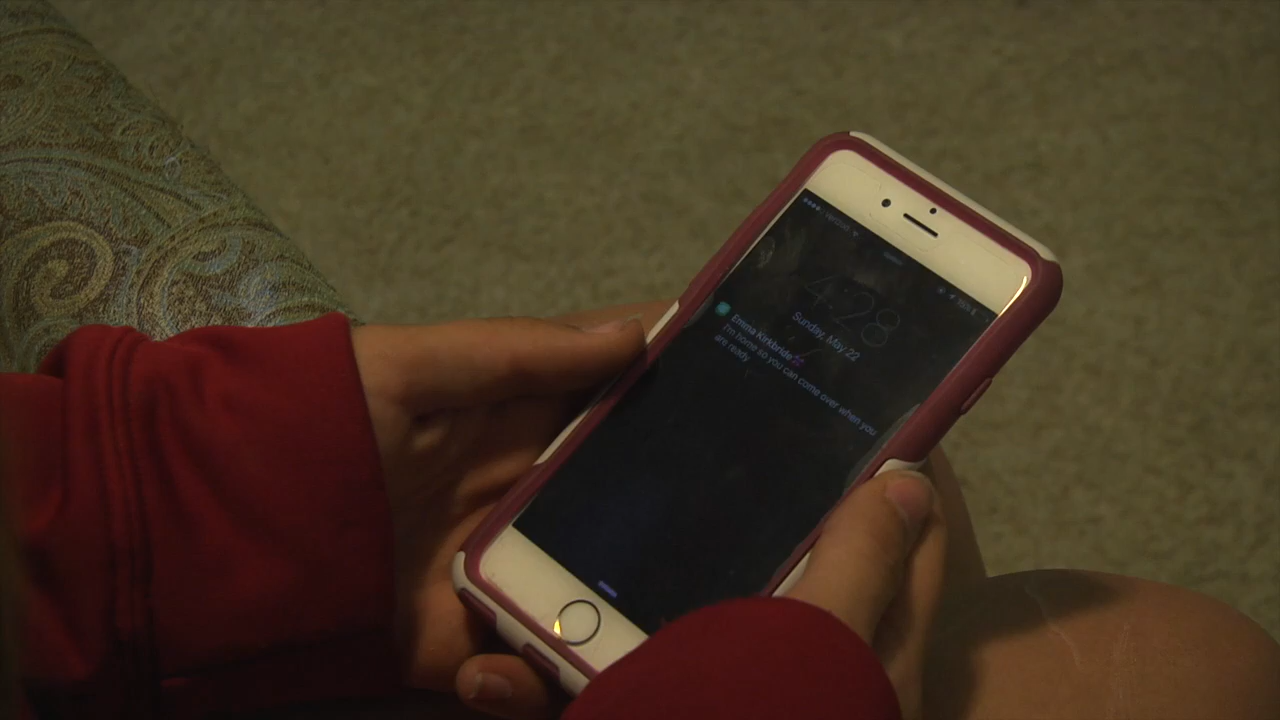 4:28
Sunday, May 22
Emma Kirkbride
I'm home so you can come over when you
are ready